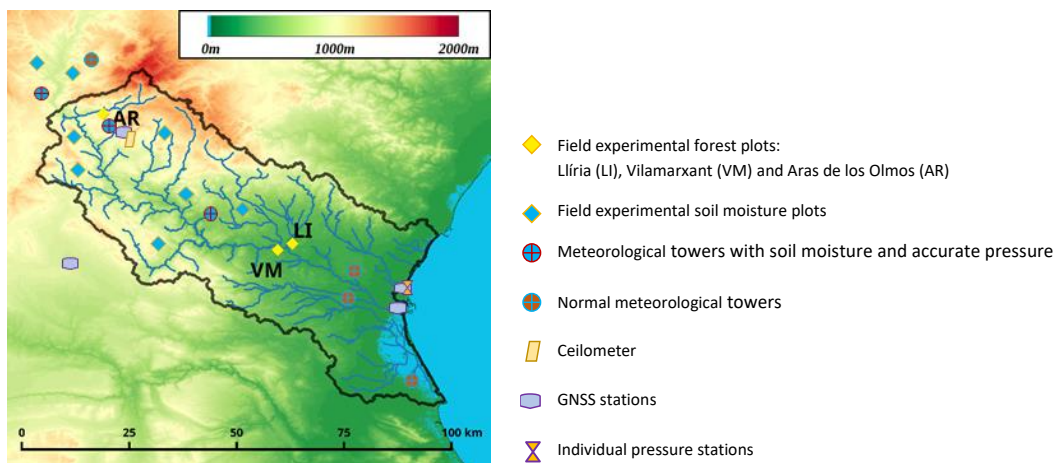 0m 1000m 2000m
AR
LI
VM
0 25 50 75 100 km
Field experimental forest plots:
Llíria (LI), Vilamarxant (VM) and Aras de los Olmos (AR)
Field experimental soil moisture plots
Meteorological towers with soil moisture and accurate pressure
Normal meteorological towers
Ceilometer
GNSS stations
Individual pressure stations